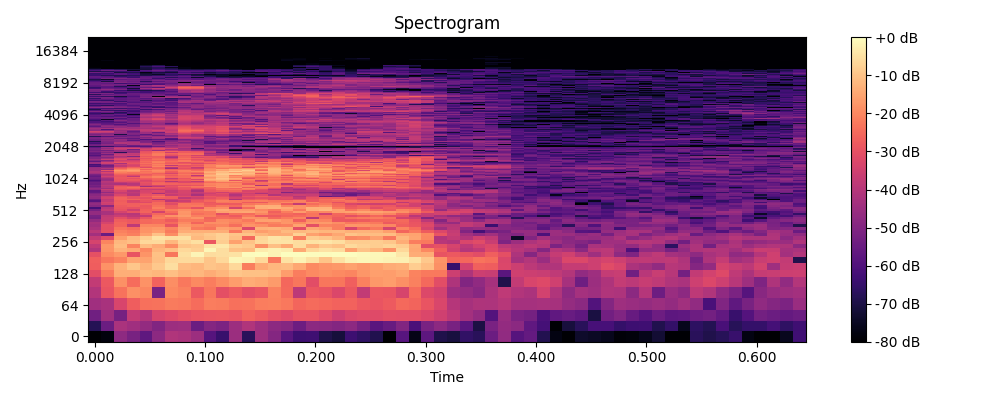 Spectrogram
Hz
16384
8192
4096
2048
1024
512
256
128
64
0
0.000 0.100 0.200 0.300 0.400 0.500 0.600
Time
+0 dB
-10 dB
-20 dB
-30 dB
-40 dB
-50 dB
-60 dB
-70 dB
-80 dB